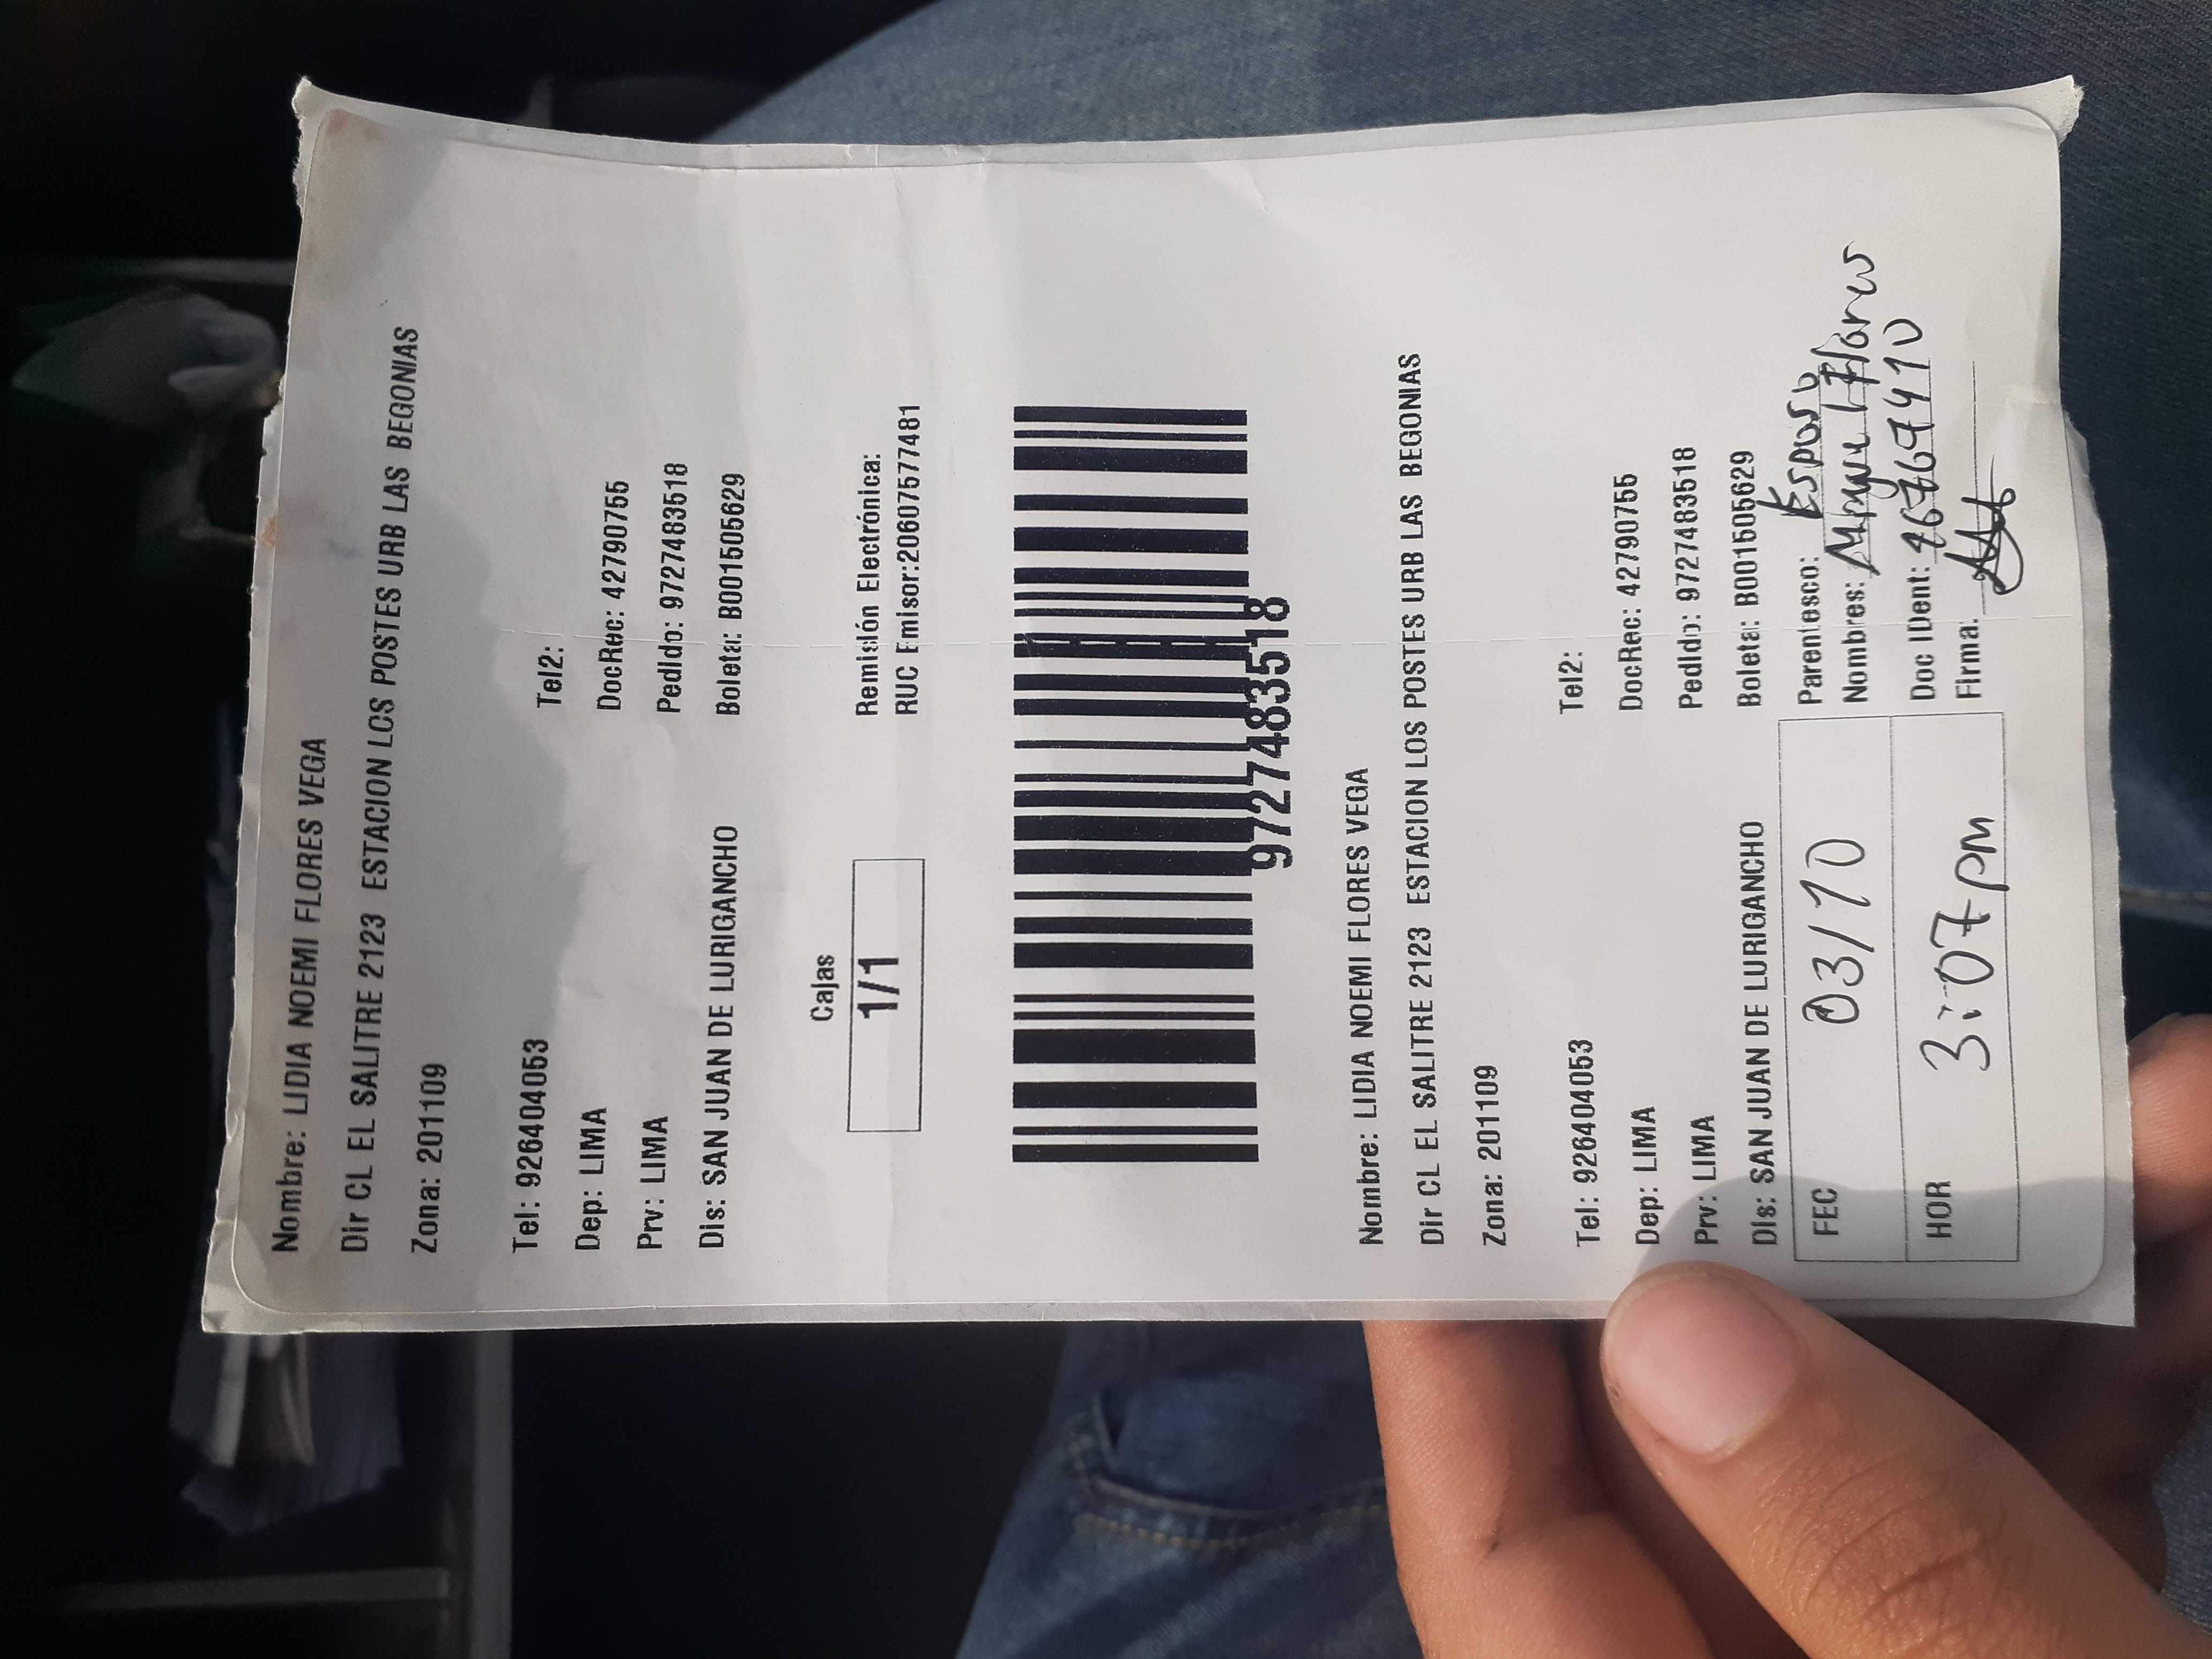 Nombre: LIDIA NOEMI FLORES VEGA
Dir CL EL SALITRE 2123 ESTACION LOS POSTES URB LAS BEGONIAS
Zona: 201109
Tel: 926404053 Tel2:
Dep: LIMA DocRec: 42790755
Prv: LIMA Pedido: 9727483518
Dis: SAN JUAN DE LURIGANCHO Boleta: B001505629
Cajas
1/1
Remisión Electrónica:
RUC Emisor:20607577481
9727483518
Nombre: LIDIA NOEMI FLORES VEGA
Dir CL EL SALITRE 2123 ESTACION LOS POSTES URB LAS BEGONIAS
Zona: 201109
Tel: 926404053 Tel2:
Dep: LIMA DocRec: 42790755
Prv: LIMA Pedido: 9727483518
Dis: SAN JUAN DE LURIGANCHO Boleta: B001505629
FEC 03/10
HOR 3:07pm
Parentesco: Esposo
Nombres: Flores
Doc IDent:
Firma: